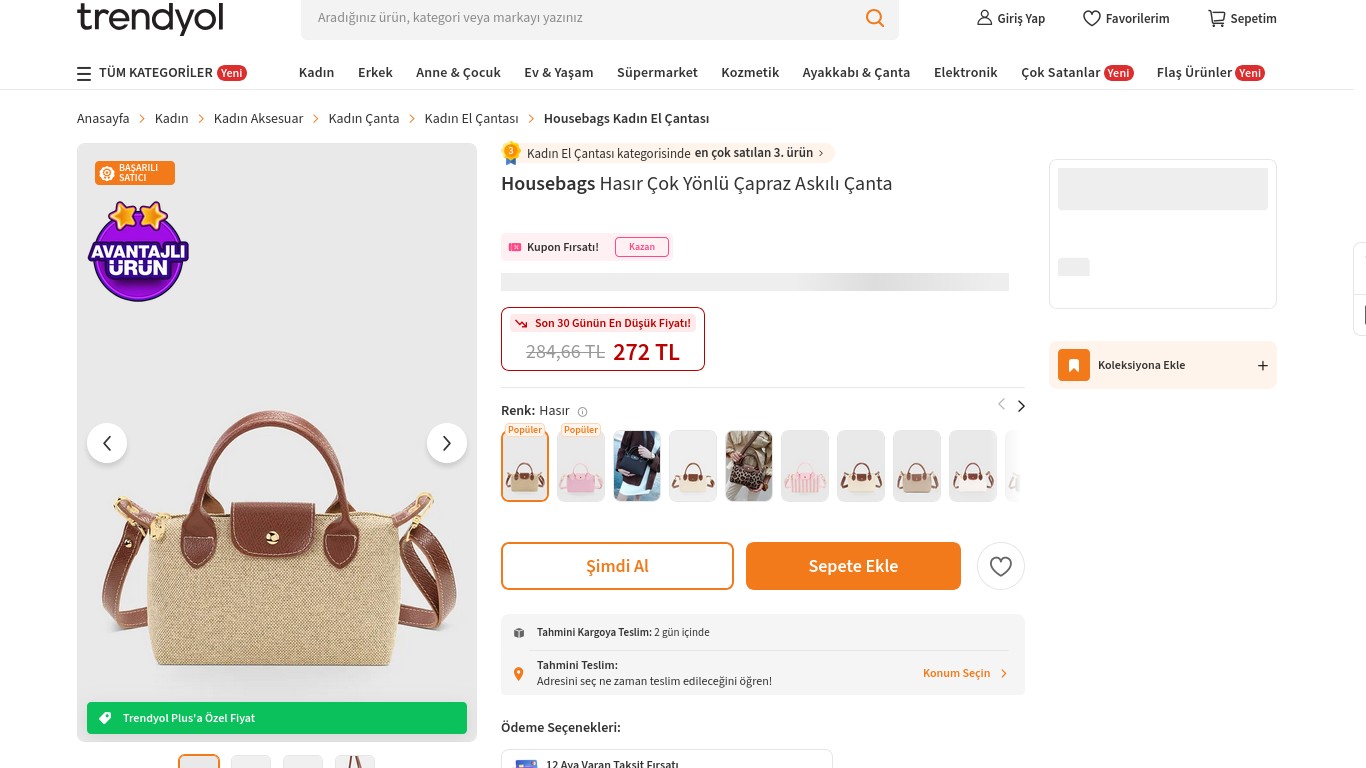 trendyol
Aradığınız ürün, kategori veya markayı yazınız
Giriş Yap
Favorilerim
Sepetim
TÜM KATEGORİLER Yeni
Kadın
Erkek
Anne & Çocuk
Ev & Yaşam
Süpermarket
Kozmetik
Ayakkabı & Çanta
Elektronik
Çok Satanlar Yeni
Flaş Ürünler Yeni
Anasayfa
Kadın
Kadın Aksesuar
Kadın Çanta
Kadın El Çantası
Housebags Kadın El Çantası
BAŞARILI
SATICI
AVANTAJLI
ÜRÜN
Trendyol Plus'a Özel Fiyat
3
Kadın El Çantası kategorisinde en çok satılan 3. ürün
Housebags Hasır Çok Yönlü Çapraz Askılı Çanta
Kupon Fırsatı!
Kazan
Son 30 Günün En Düşük Fiyatı!
284,66 TL 272 TL
Renk: Hasır
Popüler
Popüler
Şimdi Al
Sepete Ekle
Tahmini Kargoya Teslim: 2 gün içinde
Tahmini Teslim:
Adresini seç ne zaman teslim edileceğini öğren!
Konum Seçin
Ödeme Seçenekleri:
12 Aya Varan Taksit Fırsatı
Koleksiyona Ekle